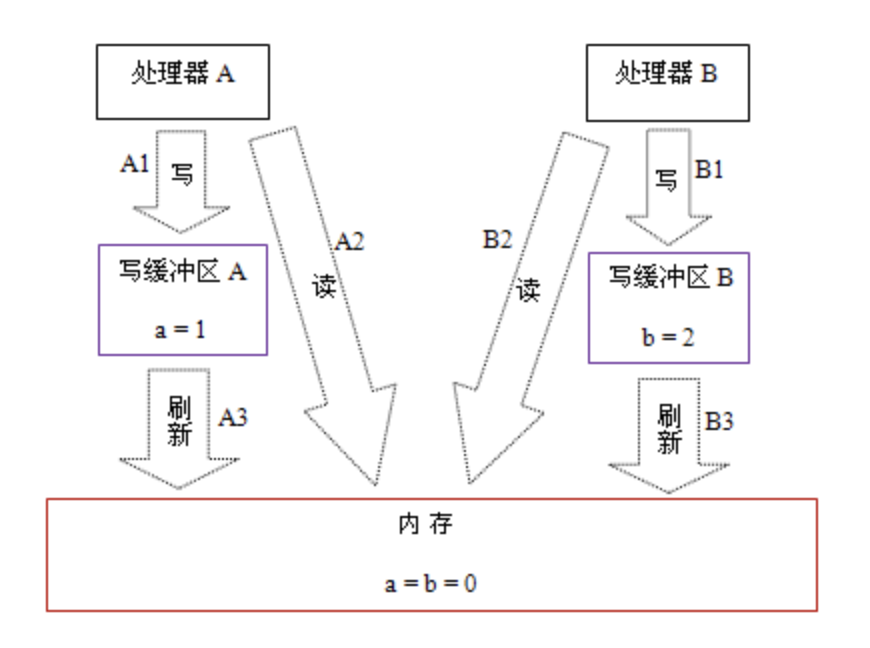 处理器 A
处理器 B
A1
写
写
B1
A2
B2
读
读
写缓冲区 A
a = 1
写缓冲区 B
b = 2
刷
新
A3
刷
新
B3
内 存
a = b = 0